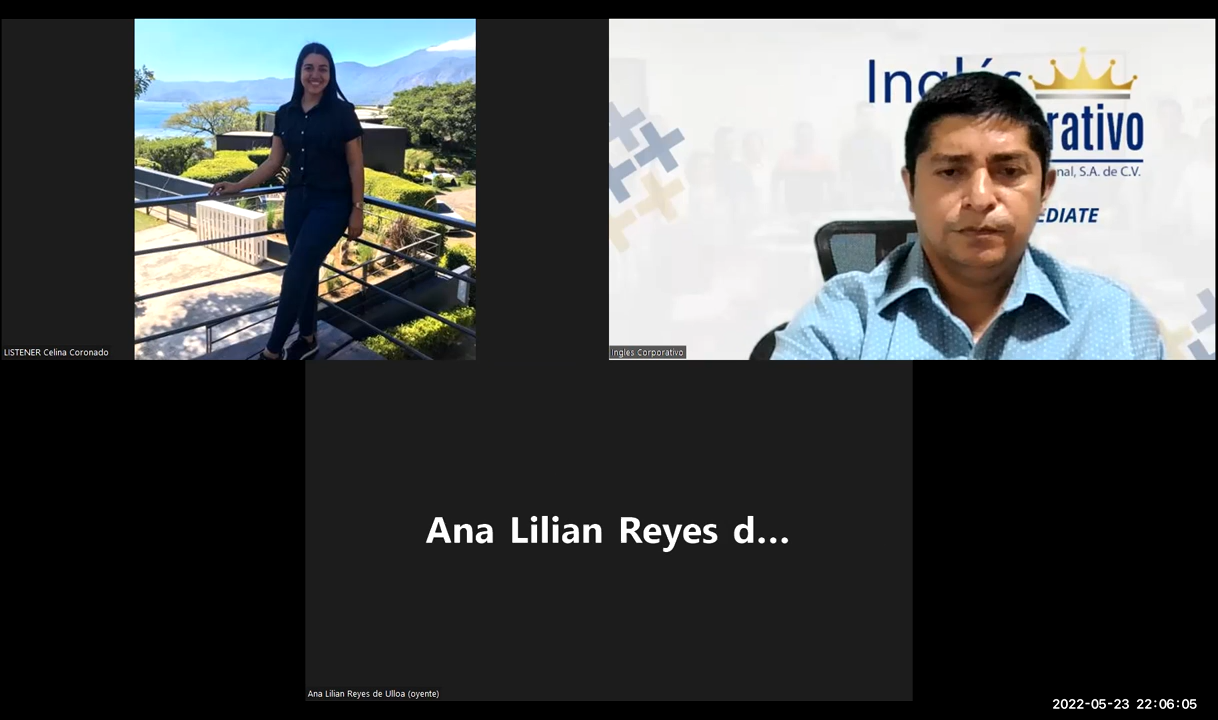 Inglés
rativo
nal, S.A. de C.V.
EDIATE
LISTENER Celina Coronado
Inglés Corporativo
Ana Lilian Reyes d...
Ana Lilian Reyes de Ulloa (oyente)
2022-05-23 22:06:05